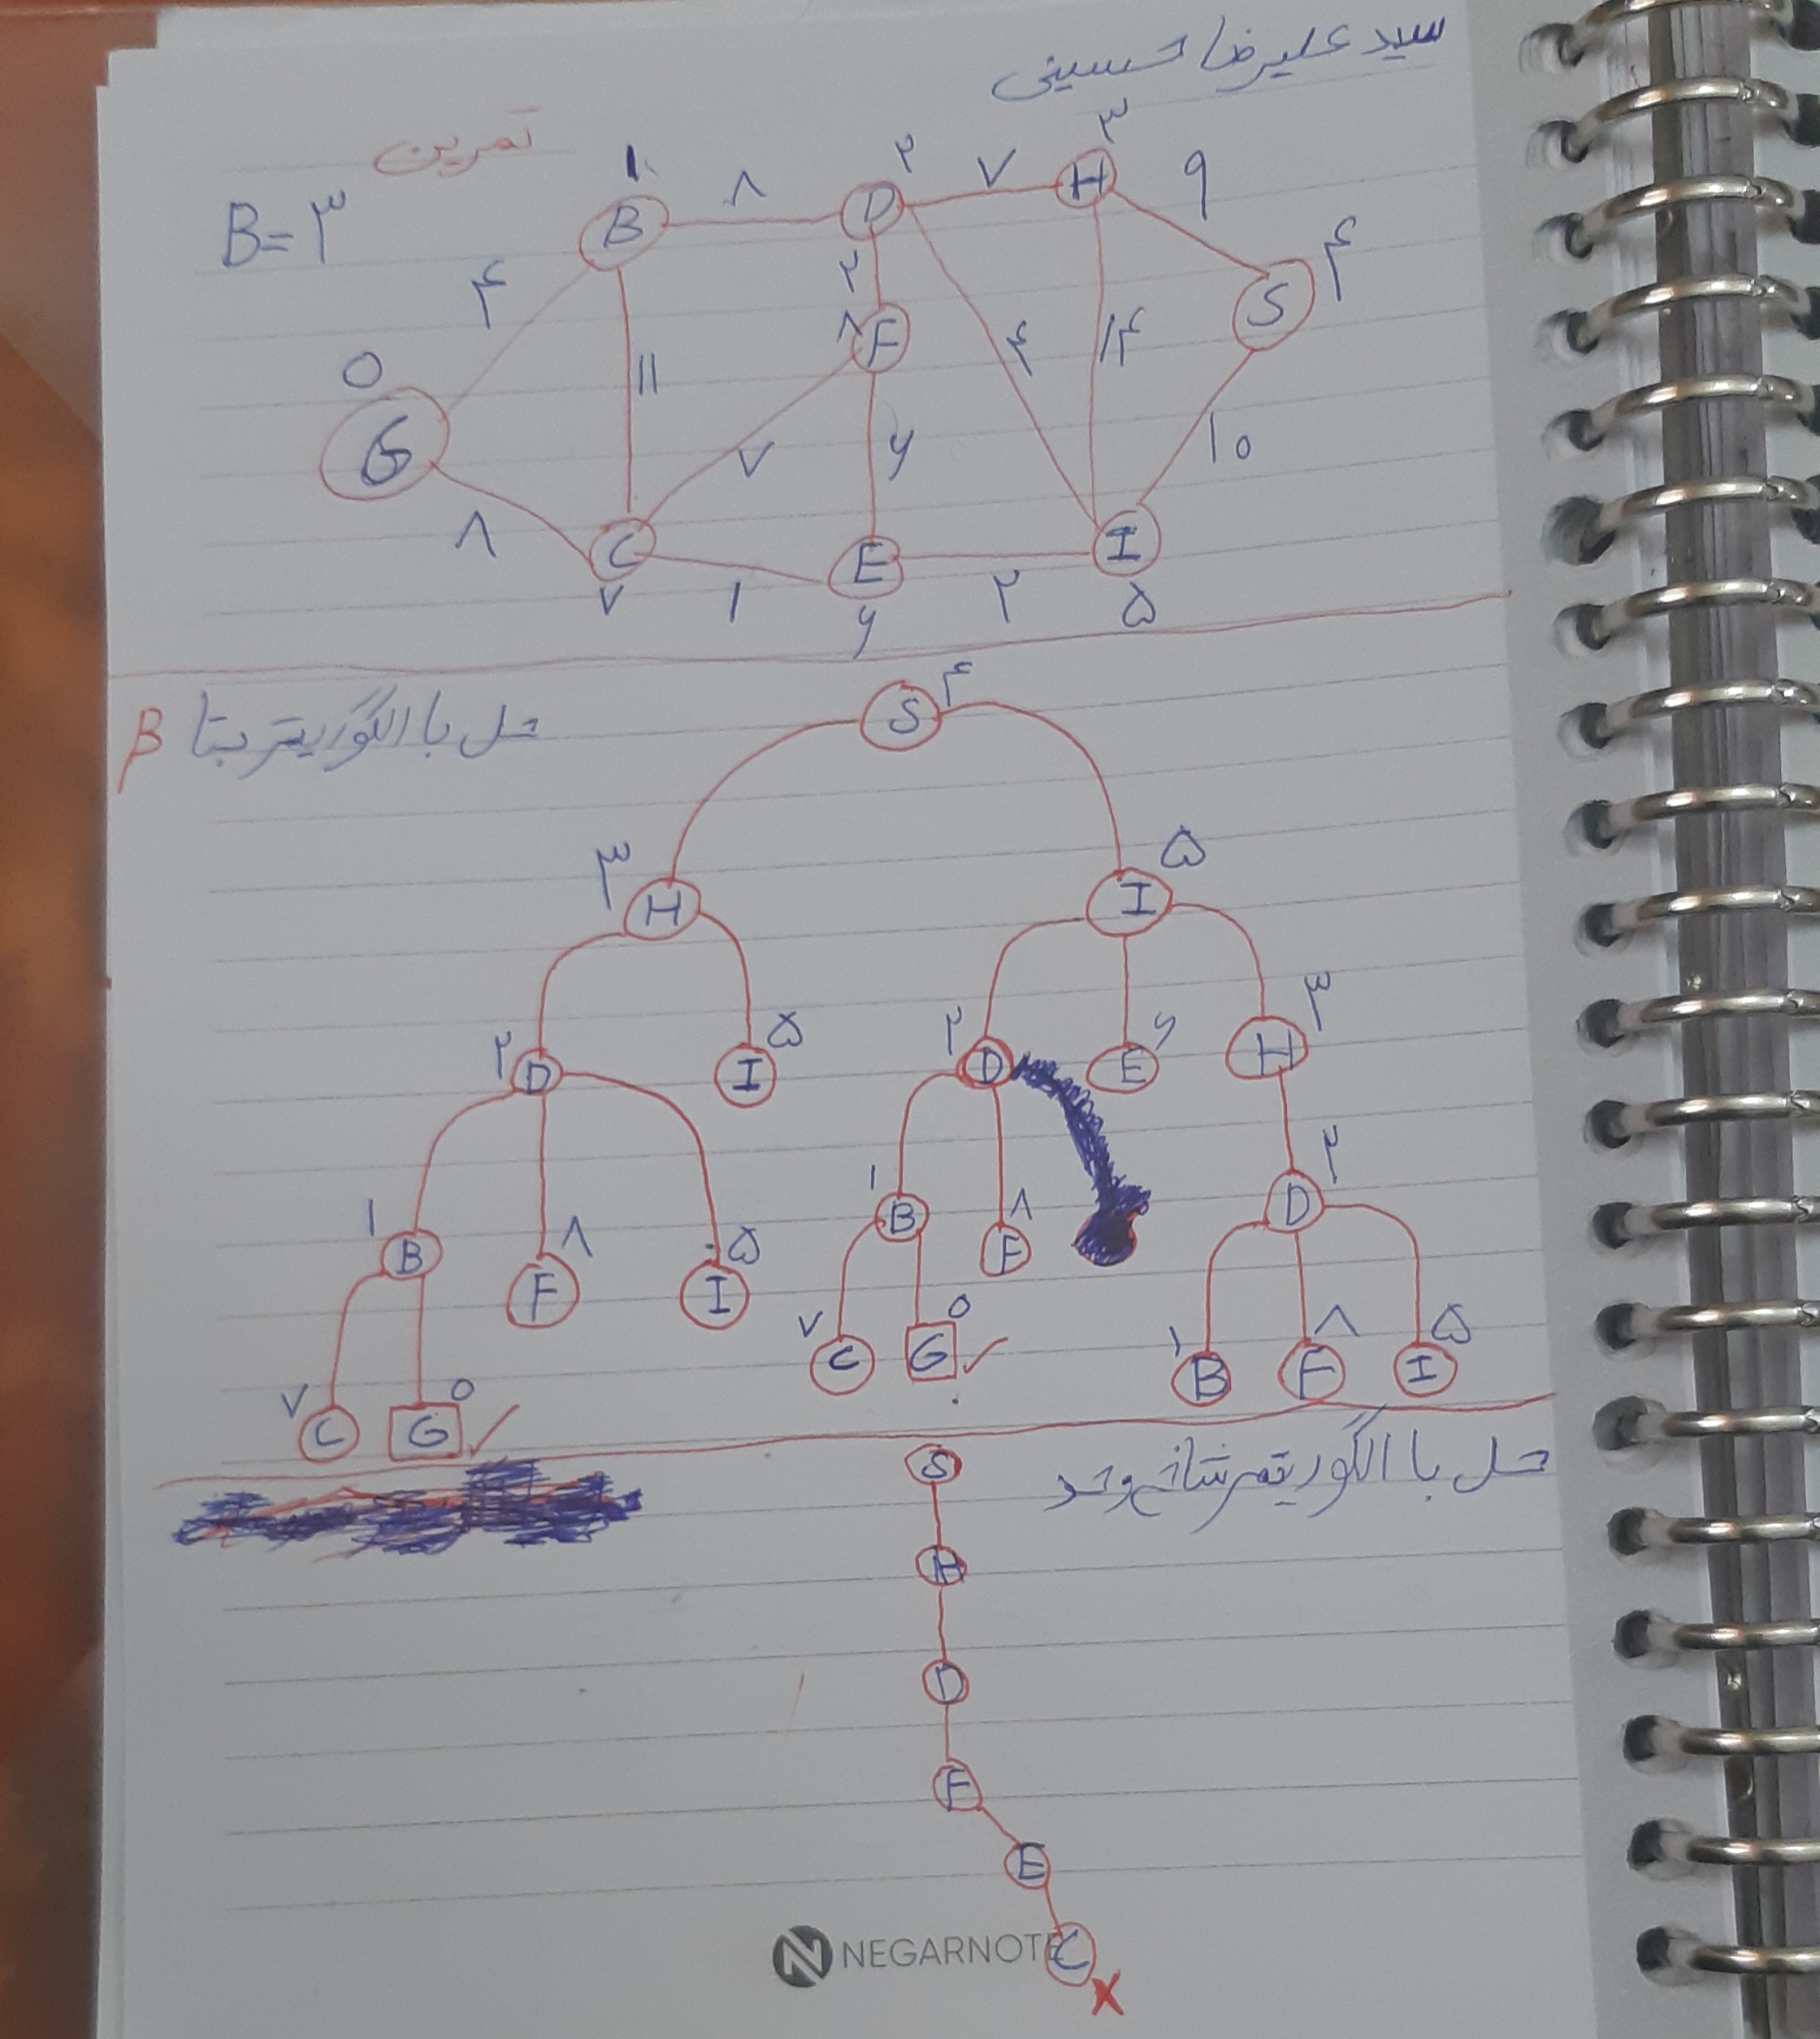 سید علیرضا حسینی
تمرین
B=۳
۱ ۸ ۲ ۷ ۳ ۹
B D H
۴ ۲ ۴
۸ F S
۰ ۱۱ ۴ ۱۴
G ۷ ۶ ۱۰
۸ C E I
۷ ۱ ۶ ۲ ۵
حل با الگوریتم بتا β
S ۴
۳ H I ۵
۲ D I ۵ ۲ D E ۶ H ۳
۱ B F ۸ I ۵ ۱ B F ۸ D ۲
۷ C G ۰ ✓ ۷ C G ۰ ✓ ۱ B F ۸ I ۵
حل با الگوریتم شاخه و حد
S
H
D
F
E
C X
NEGARNOTE